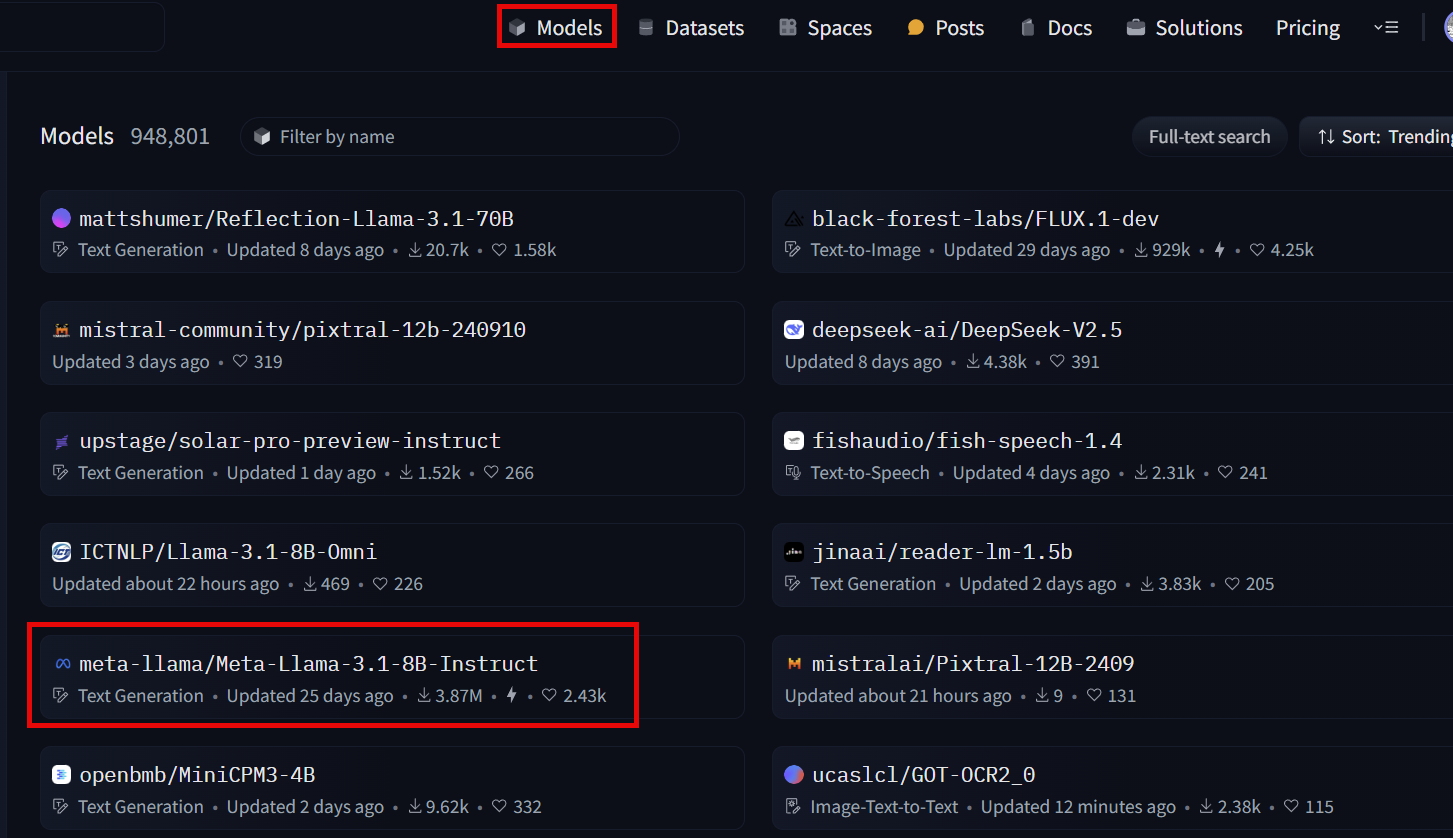 Models Datasets Spaces Posts Docs Solutions Pricing
Models 948,801 Filter by name Full-text search Sort: Trending
mattshumer/Reflection-Llama-3.1-70B
Text Generation • Updated 8 days ago • 20.7k • 1.58k
black-forest-labs/FLUX.1-dev
Text-to-Image • Updated 29 days ago • 929k • • 4.25k
mistral-community/pixtral-12b-240910
Updated 3 days ago • 319
deepseek-ai/DeepSeek-V2.5
Updated 8 days ago • 4.38k • 391
upstage/solar-pro-preview-instruct
Text Generation • Updated 1 day ago • 1.52k • 266
fishaudio/fish-speech-1.4
Text-to-Speech • Updated 4 days ago • 2.31k • 241
ICTNLP/Llama-3.1-8B-Omni
Updated about 22 hours ago • 469 • 226
jinaai/reader-lm-1.5b
Text Generation • Updated 2 days ago • 3.83k • 205
meta-llama/Meta-Llama-3.1-8B-Instruct
Text Generation • Updated 25 days ago • 3.87M • • 2.43k
mistralai/Pixtral-12B-2409
Updated about 21 hours ago • 9 • 131
openbmb/MiniCPM3-4B
Text Generation • Updated 2 days ago • 9.62k • 332
ucaslcl/GOT-OCR2_0
Image-Text-to-Text • Updated 12 minutes ago • 2.38k • 115